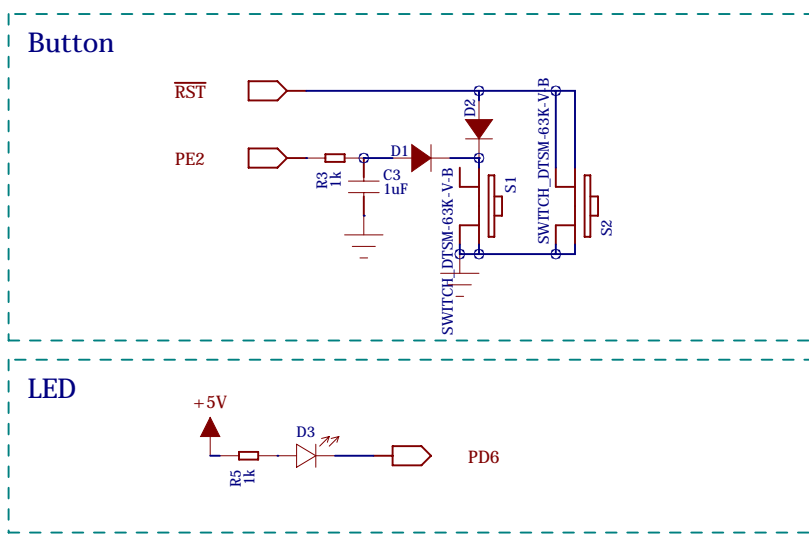 Button
RST
D2
SWITCH_DTSM-63K-V-B
PE2
D1
R3
1k
C3
1uF
SWITCH_DTSM-63K-V-B
S1
S2
LED
+5V
D3
R5
1k
PD6